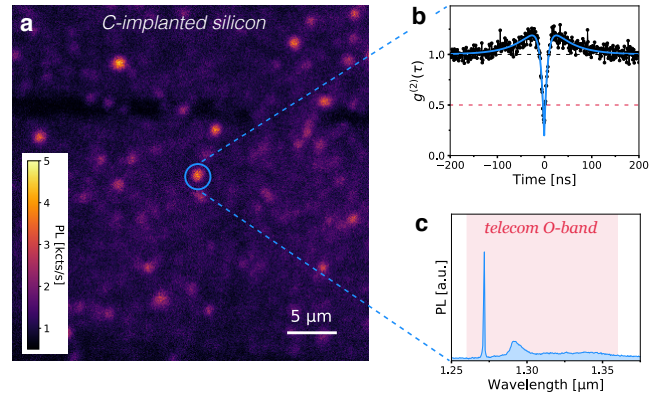 a
C-implanted silicon
5
4
3
2
1
PL [kcts/s]
5 μm
b
g⁽²⁾(τ)
1.0
0.5
0.0
−200
−100
0
100
200
Time [ns]
c
telecom O-band
PL [a.u.]
1.25
1.30
1.35
Wavelength [μm]